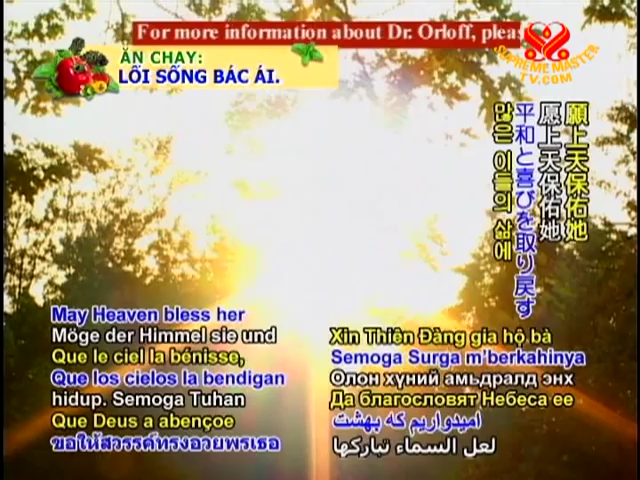 For more information about Dr. Orloff, pleas
SUPREME MASTER
TV.COM
ĂN CHAY:
LỐI SỐNG BÁC ÁI.
願上天保佑她
愿上天保佑她
平和と喜びを取り戻す
많은 이들의 삶에
May Heaven bless her
Möge der Himmel sie und
Que le ciel la bénisse,
Que los cielos la bendigan
hidup. Semoga Tuhan
Que Deus a abençoe
ขอให้สวรรค์ทรงอวยพรเธอ
Xin Thiên Đàng gia hộ bà
Semoga Surga m'berkahinya
Олон хүний амьдралд энх
Да благословят Небеса ее
امیدواریم که بهشت
لعل السماء تباركها